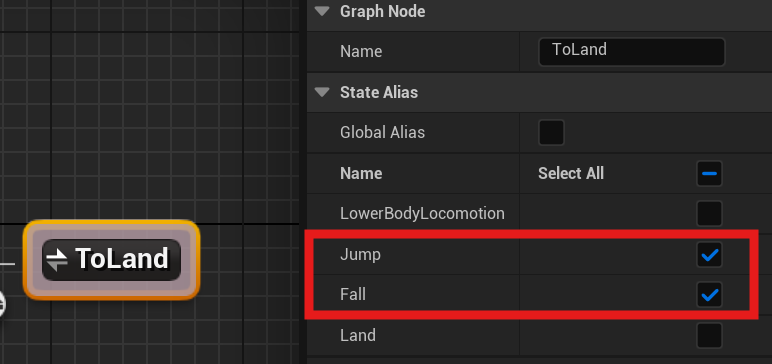 Graph Node
Name ToLand
State Alias
Global Alias
Name Select All
LowerBodyLocomotion
ToLand
Jump
Fall
Land